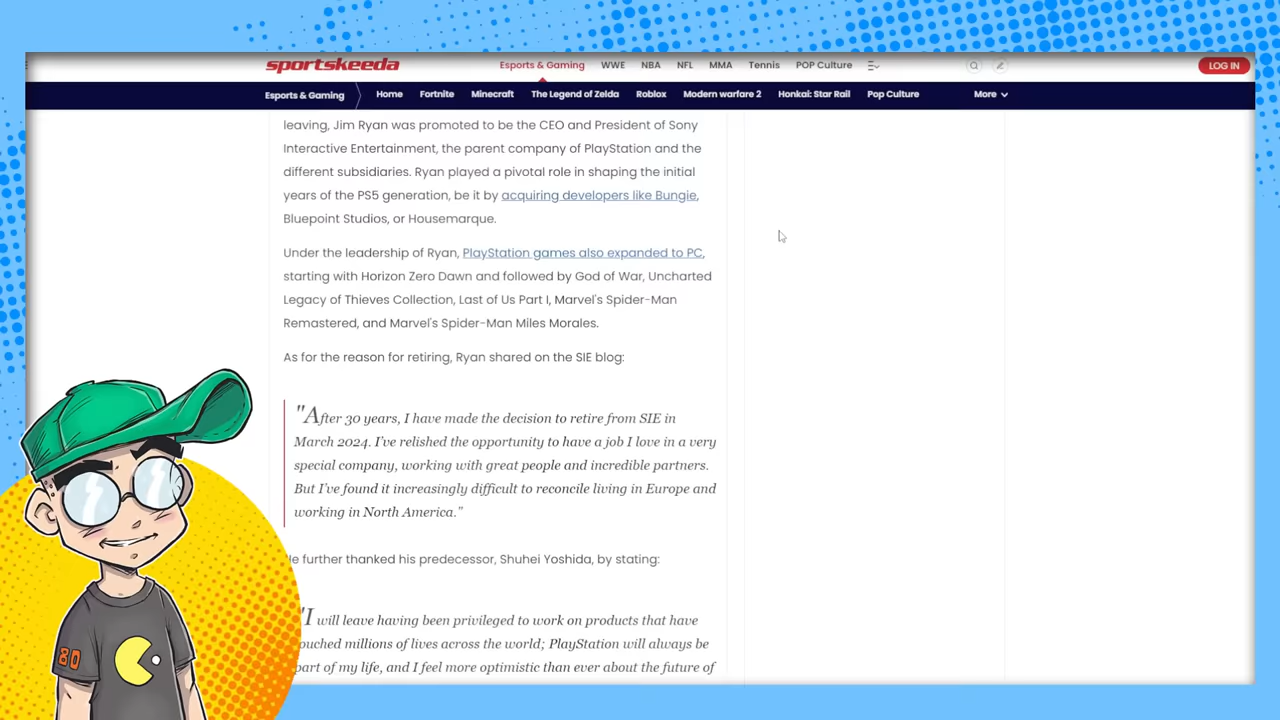 sportskeeda
Esports & Gaming WWE NBA NFL MMA Tennis POP Culture
LOG IN
Esports & Gaming Home Fortnite Minecraft The Legend of Zelda Roblox Modern warfare 2 Honkai: Star Rail Pop Culture More
leaving, Jim Ryan was promoted to be the CEO and President of Sony
Interactive Entertainment, the parent company of PlayStation and the
different subsidiaries. Ryan played a pivotal role in shaping the initial
years of the PS5 generation, be it by acquiring developers like Bungie,
Bluepoint Studios, or Housemarque.
Under the leadership of Ryan, PlayStation games also expanded to PC,
starting with Horizon Zero Dawn and followed by God of War, Uncharted
Legacy of Thieves Collection, Last of Us Part I, Marvel's Spider-Man
Remastered, and Marvel's Spider-Man Miles Morales.
As for the reason for retiring, Ryan shared on the SIE blog:
"After 30 years, I have made the decision to retire from SIE in
March 2024. I've relished the opportunity to have a job I love in a very
special company, working with great people and incredible partners.
But I've found it increasingly difficult to reconcile living in Europe and
working in North America."
e further thanked his predecessor, Shuhei Yoshida, by stating:
"I will leave having been privileged to work on products that have
ouched millions of lives across the world; PlayStation will always be
part of my life, and I feel more optimistic than ever about the future of
80